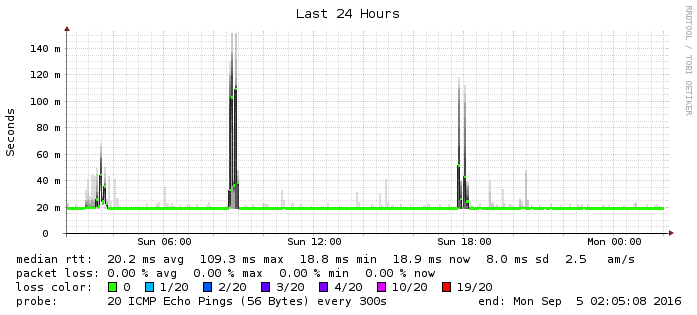 Last 24 Hours
RRDTOOL / TOBI OETIKER
Seconds
140 m
120 m
100 m
80 m
60 m
40 m
20 m
0
Sun 06:00 Sun 12:00 Sun 18:00 Mon 00:00
median rtt: 20.2 ms avg 109.3 ms max 18.8 ms min 18.9 ms now 8.0 ms sd 2.5 am/s
packet loss: 0.00 % avg 0.00 % max 0.00 % min 0.00 % now
loss color: 0 1/20 2/20 3/20 4/20 10/20 19/20
probe: 20 ICMP Echo Pings (56 Bytes) every 300s end: Mon Sep 5 02:05:08 2016